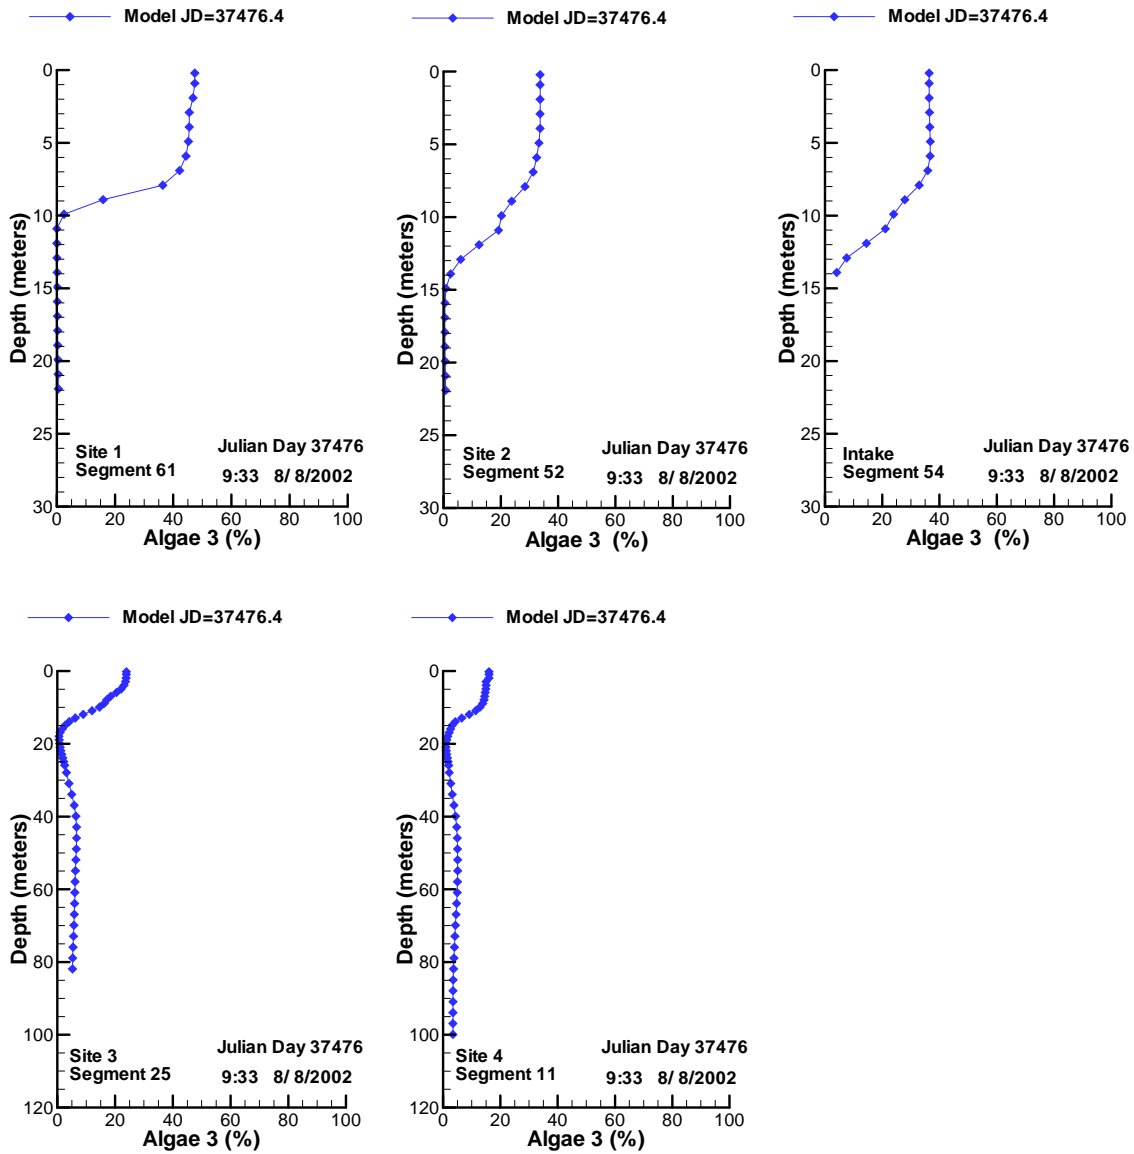 Model JD=37476.4
0
5
10
15
20
25
30
Depth (meters)
Site 1
Segment 61
Julian Day 37476
9:33 8/ 8/2002
0 20 40 60 80 100
Algae 3 (%)
Model JD=37476.4
0
5
10
15
20
25
30
Depth (meters)
Site 2
Segment 52
Julian Day 37476
9:33 8/ 8/2002
0 20 40 60 80 100
Algae 3 (%)
Model JD=37476.4
0
5
10
15
20
25
30
Depth (meters)
Intake
Segment 54
Julian Day 37476
9:33 8/ 8/2002
0 20 40 60 80 100
Algae 3 (%)
Model JD=37476.4
0
20
40
60
80
100
120
Depth (meters)
Site 3
Segment 25
Julian Day 37476
9:33 8/ 8/2002
0 20 40 60 80 100
Algae 3 (%)
Model JD=37476.4
0
20
40
60
80
100
120
Depth (meters)
Site 4
Segment 11
Julian Day 37476
9:33 8/ 8/2002
0 20 40 60 80 100
Algae 3 (%)